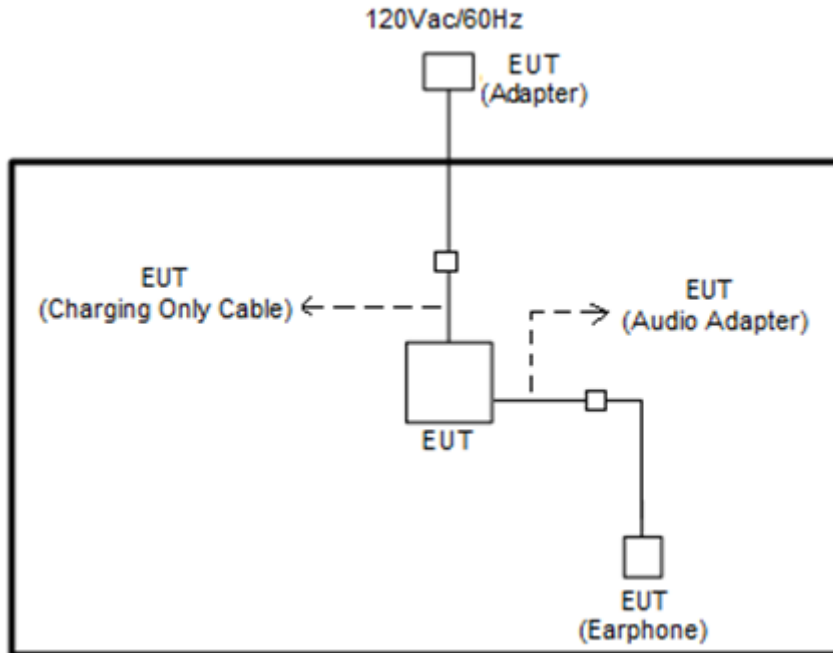 120Vac/60Hz
EUT
(Adapter)
EUT
(Charging Only Cable)
EUT
(Audio Adapter)
EUT
EUT
(Earphone)